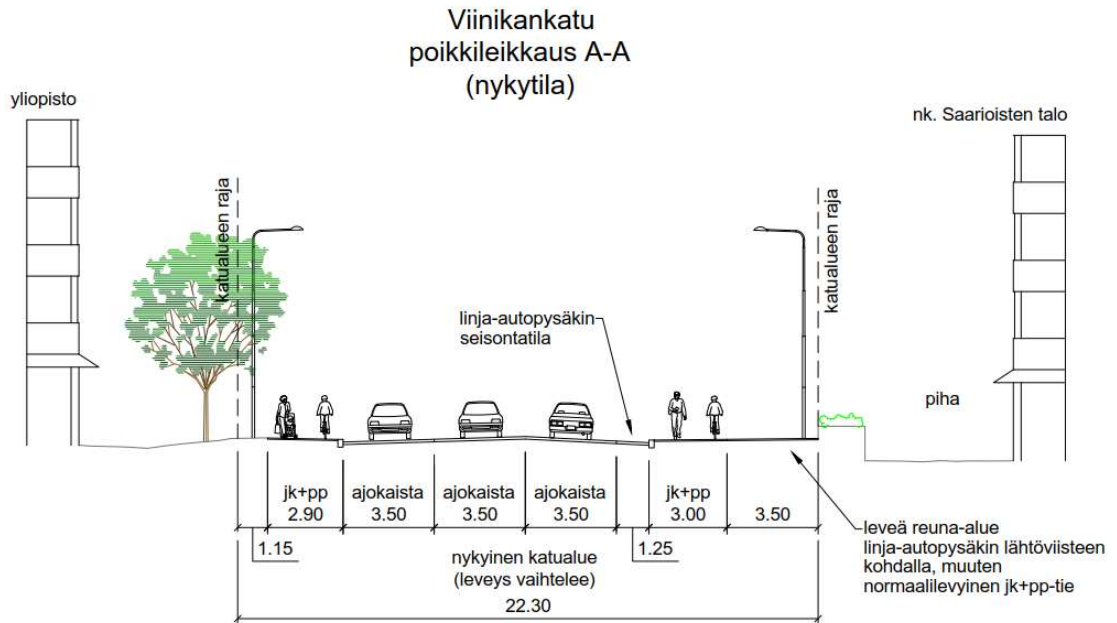 Viinikankatu
poikkileikkaus A-A
(nykytila)
yliopisto
nk. Saarioisten talo
katualueen raja
katualueen raja
linja-autopysäkin
seisontatila
piha
jk+pp
2.90
ajokaista
3.50
ajokaista
3.50
ajokaista
3.50
jk+pp
3.00
3.50
1.15
1.25
nykyinen katualue
(leveys vaihtelee)
22.30
leveä reuna-alue
linja-autopysäkin lähtöviisteen
kohdalla, muuten
normaalilevyinen jk+pp-tie